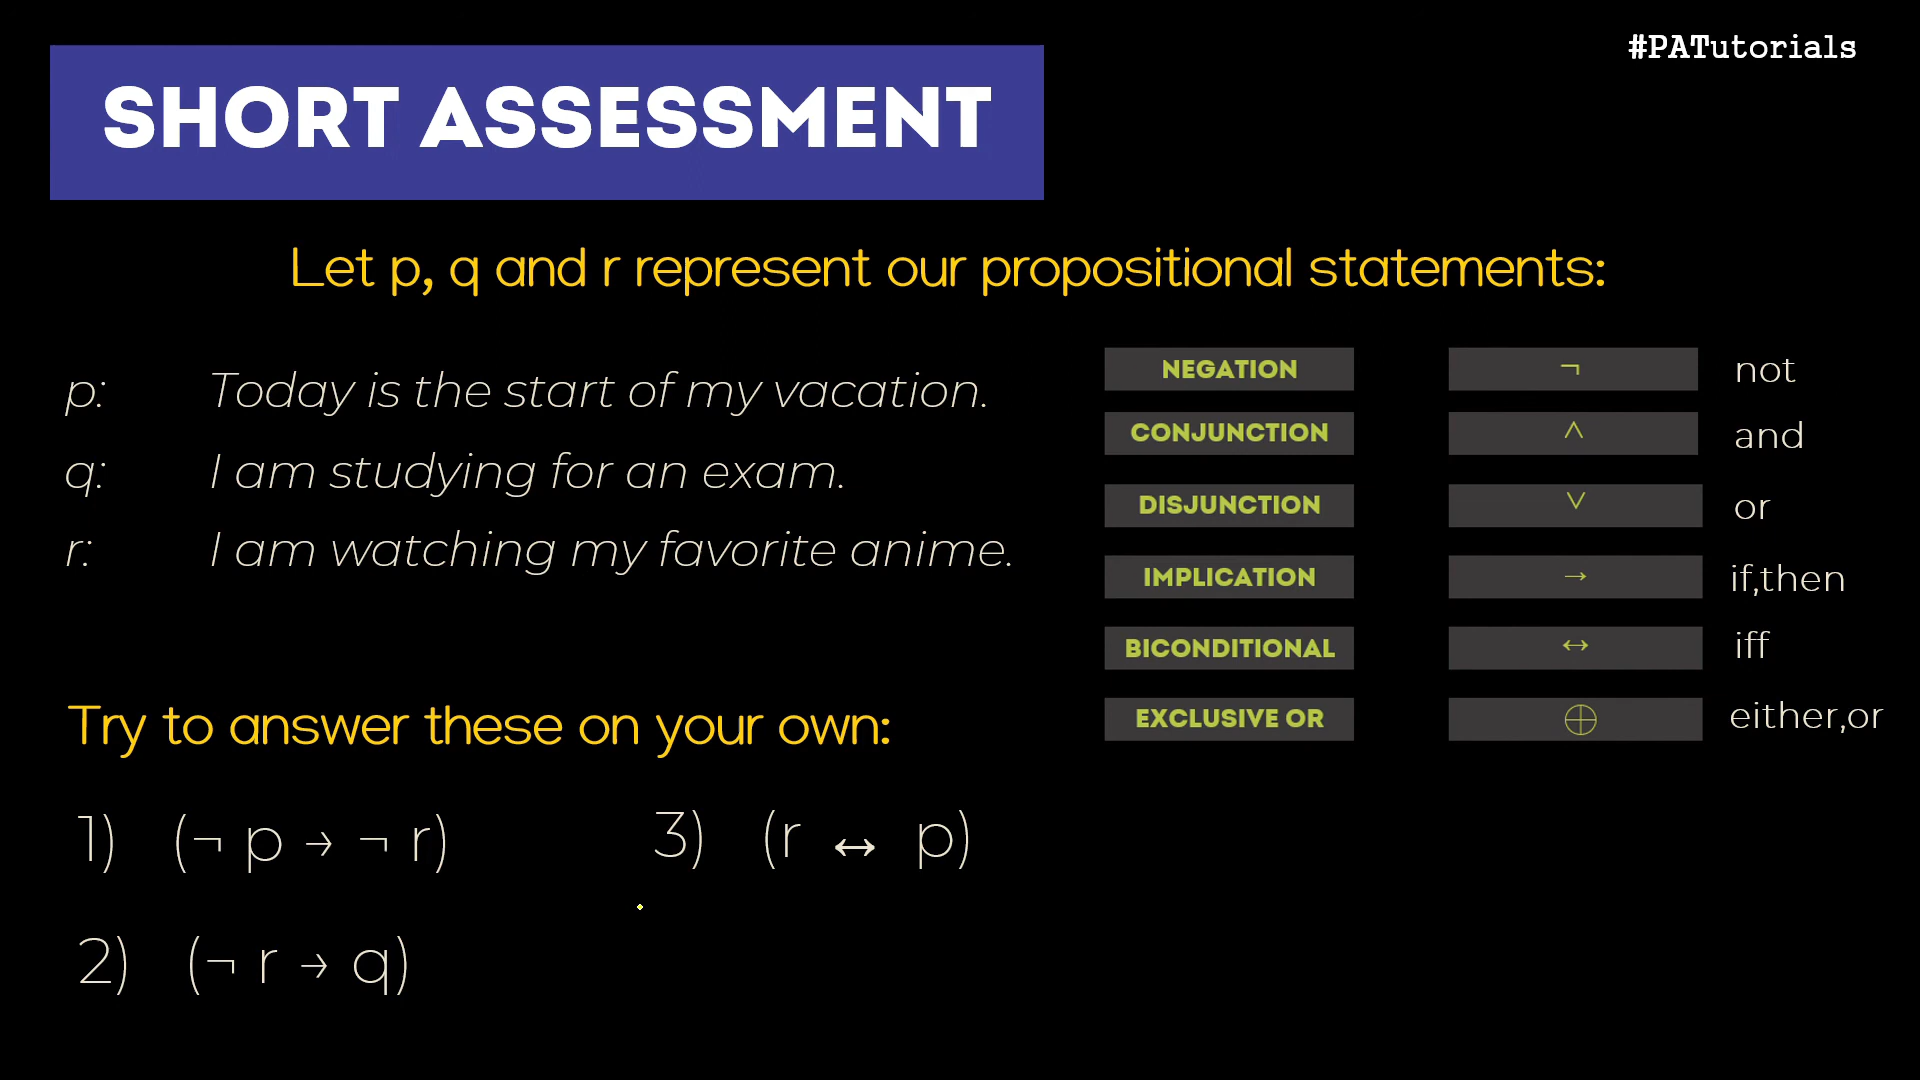 #PATutorials
SHORT ASSESSMENT
Let p, q and r represent our propositional statements:
p: Today is the start of my vacation.
q: I am studying for an exam.
r: I am watching my favorite anime.
NEGATION ¬ not
CONJUNCTION ^ and
DISJUNCTION ˅ or
IMPLICATION → if,then
BICONDITIONAL ↔ iff
EXCLUSIVE OR ⊕ either,or
Try to answer these on your own:
1) (¬ p → ¬ r)
2) (¬ r → q)
3) (r ↔ p)